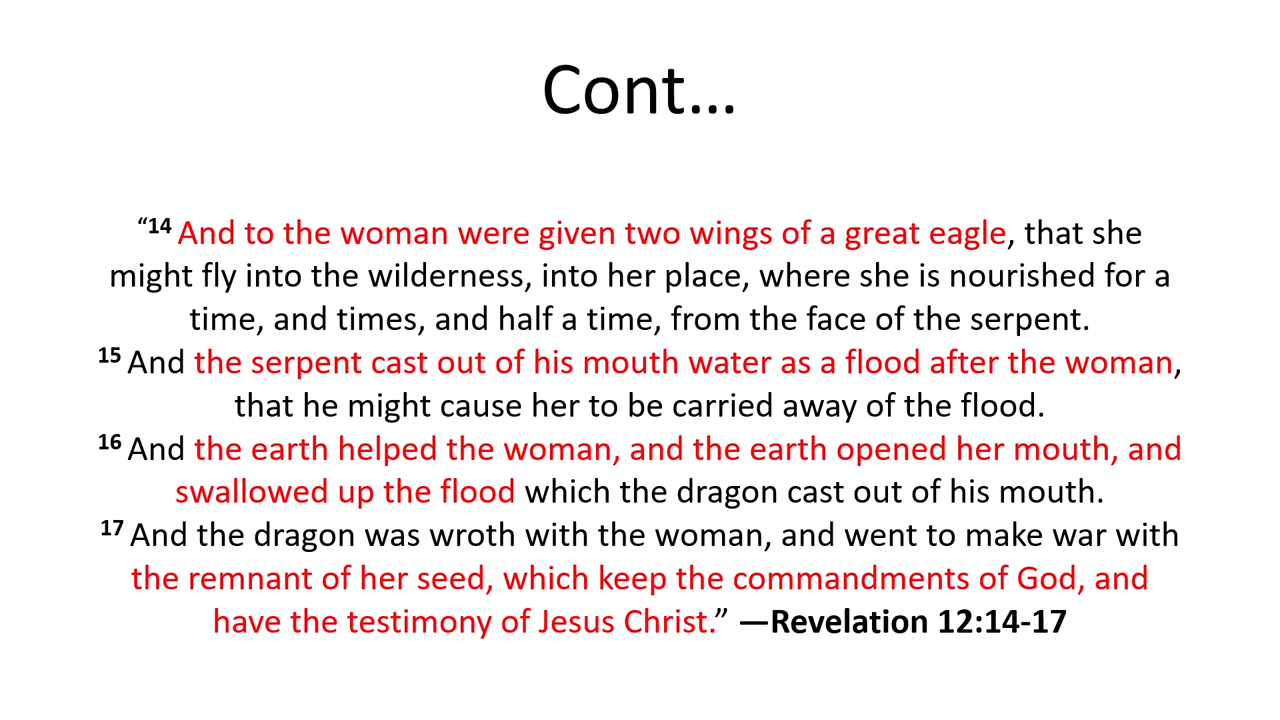 Cont…
“14 And to the woman were given two wings of a great eagle, that she
might fly into the wilderness, into her place, where she is nourished for a
time, and times, and half a time, from the face of the serpent.
15 And the serpent cast out of his mouth water as a flood after the woman,
that he might cause her to be carried away of the flood.
16 And the earth helped the woman, and the earth opened her mouth, and
swallowed up the flood which the dragon cast out of his mouth.
17 And the dragon was wroth with the woman, and went to make war with
the remnant of her seed, which keep the commandments of God, and
have the testimony of Jesus Christ.” —Revelation 12:14-17